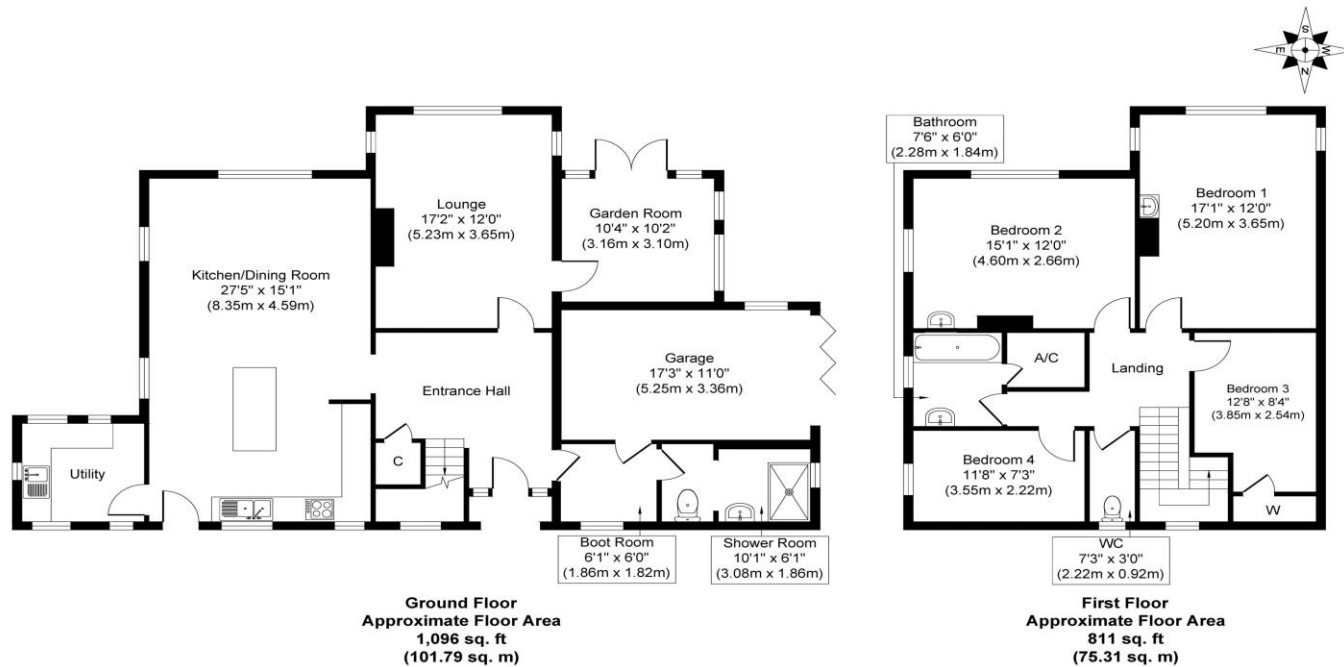 S
E
W
N
Bathroom
7'6" x 6'0"
(2.28m x 1.84m)
Lounge
17'2" x 12'0"
(5.23m x 3.65m)
Garden Room
10'4" x 10'2"
(3.16m x 3.10m)
Kitchen/Dining Room
27'5" x 15'1"
(8.35m x 4.59m)
Garage
17'3" x 11'0"
(5.25m x 3.36m)
Entrance Hall
C
Utility
Boot Room
6'1" x 6'0"
(1.86m x 1.82m)
Shower Room
10'1" x 6'1"
(3.08m x 1.86m)
Ground Floor
Approximate Floor Area
1,096 sq. ft
(101.79 sq. m)
Bedroom 1
17'1" x 12'0"
(5.20m x 3.65m)
Bedroom 2
15'1" x 12'0"
(4.60m x 2.66m)
A/C
Landing
Bedroom 3
12'8" x 8'4"
(3.85m x 2.54m)
Bedroom 4
11'8" x 7'3"
(3.55m x 2.22m)
W
WC
7'3" x 3'0"
(2.22m x 0.92m)
First Floor
Approximate Floor Area
811 sq. ft
(75.31 sq. m)